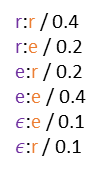 r:r / 0.4
r:e / 0.2
e:r / 0.2
e:e / 0.4
ϵ:e / 0.1
ϵ:r / 0.1